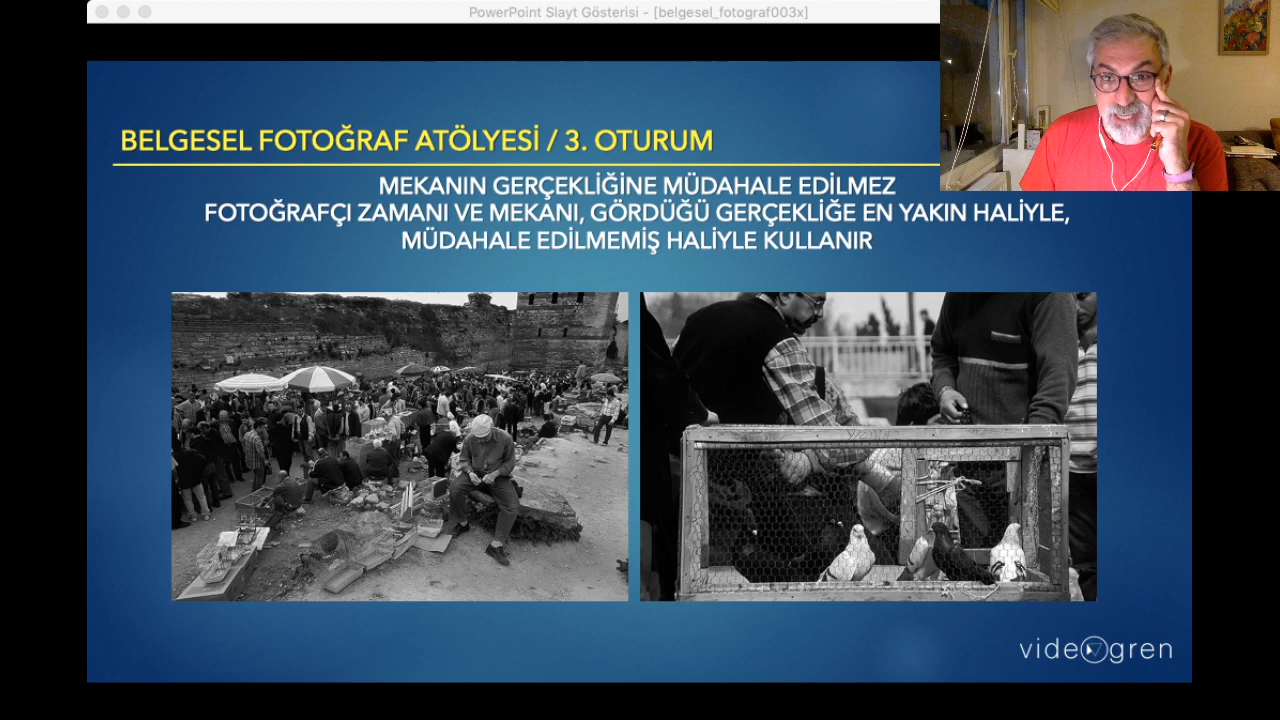 PowerPoint Slayt Gösterisi - [belgesel_fotograf003x]
BELGESEL FOTOĞRAF ATÖLYESİ / 3. OTURUM
MEKANIN GERÇEKLİĞİNE MÜDAHALE EDİLMEZ
FOTOĞRAFÇI ZAMANI VE MEKANI, GÖRDÜĞÜ GERÇEKLİĞE EN YAKIN HALİYLE,
MÜDAHALE EDİLMEMİŞ HALİYLE KULLANIR
videogren